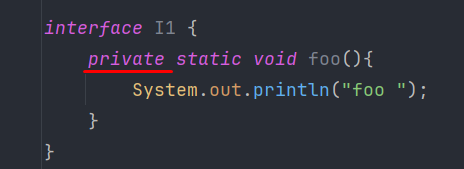 interface I1 {
    private static void foo(){
        System.out.println("foo ");
    }
}